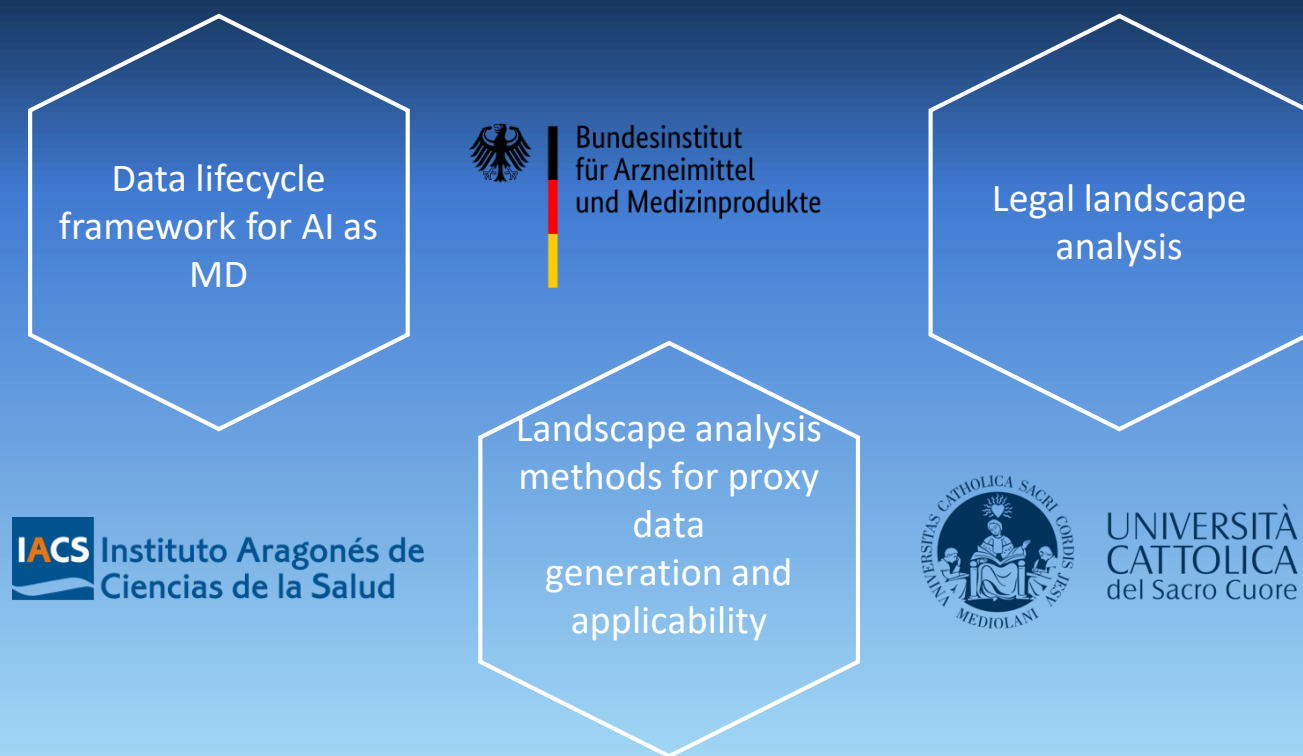 Data lifecycle
framework for AI as
MD
Bundesinstitut
für Arzneimittel
und Medizinprodukte
Legal landscape
analysis
Landscape analysis
methods for proxy
data
generation and
applicability
IACS Instituto Aragonés de
Ciencias de la Salud
UNIVERSITAS CATHOLICA SACRI CORDIS JESU
MEDIOLANI
UNIVERSITÀ
CATTOLICA
del Sacro Cuore